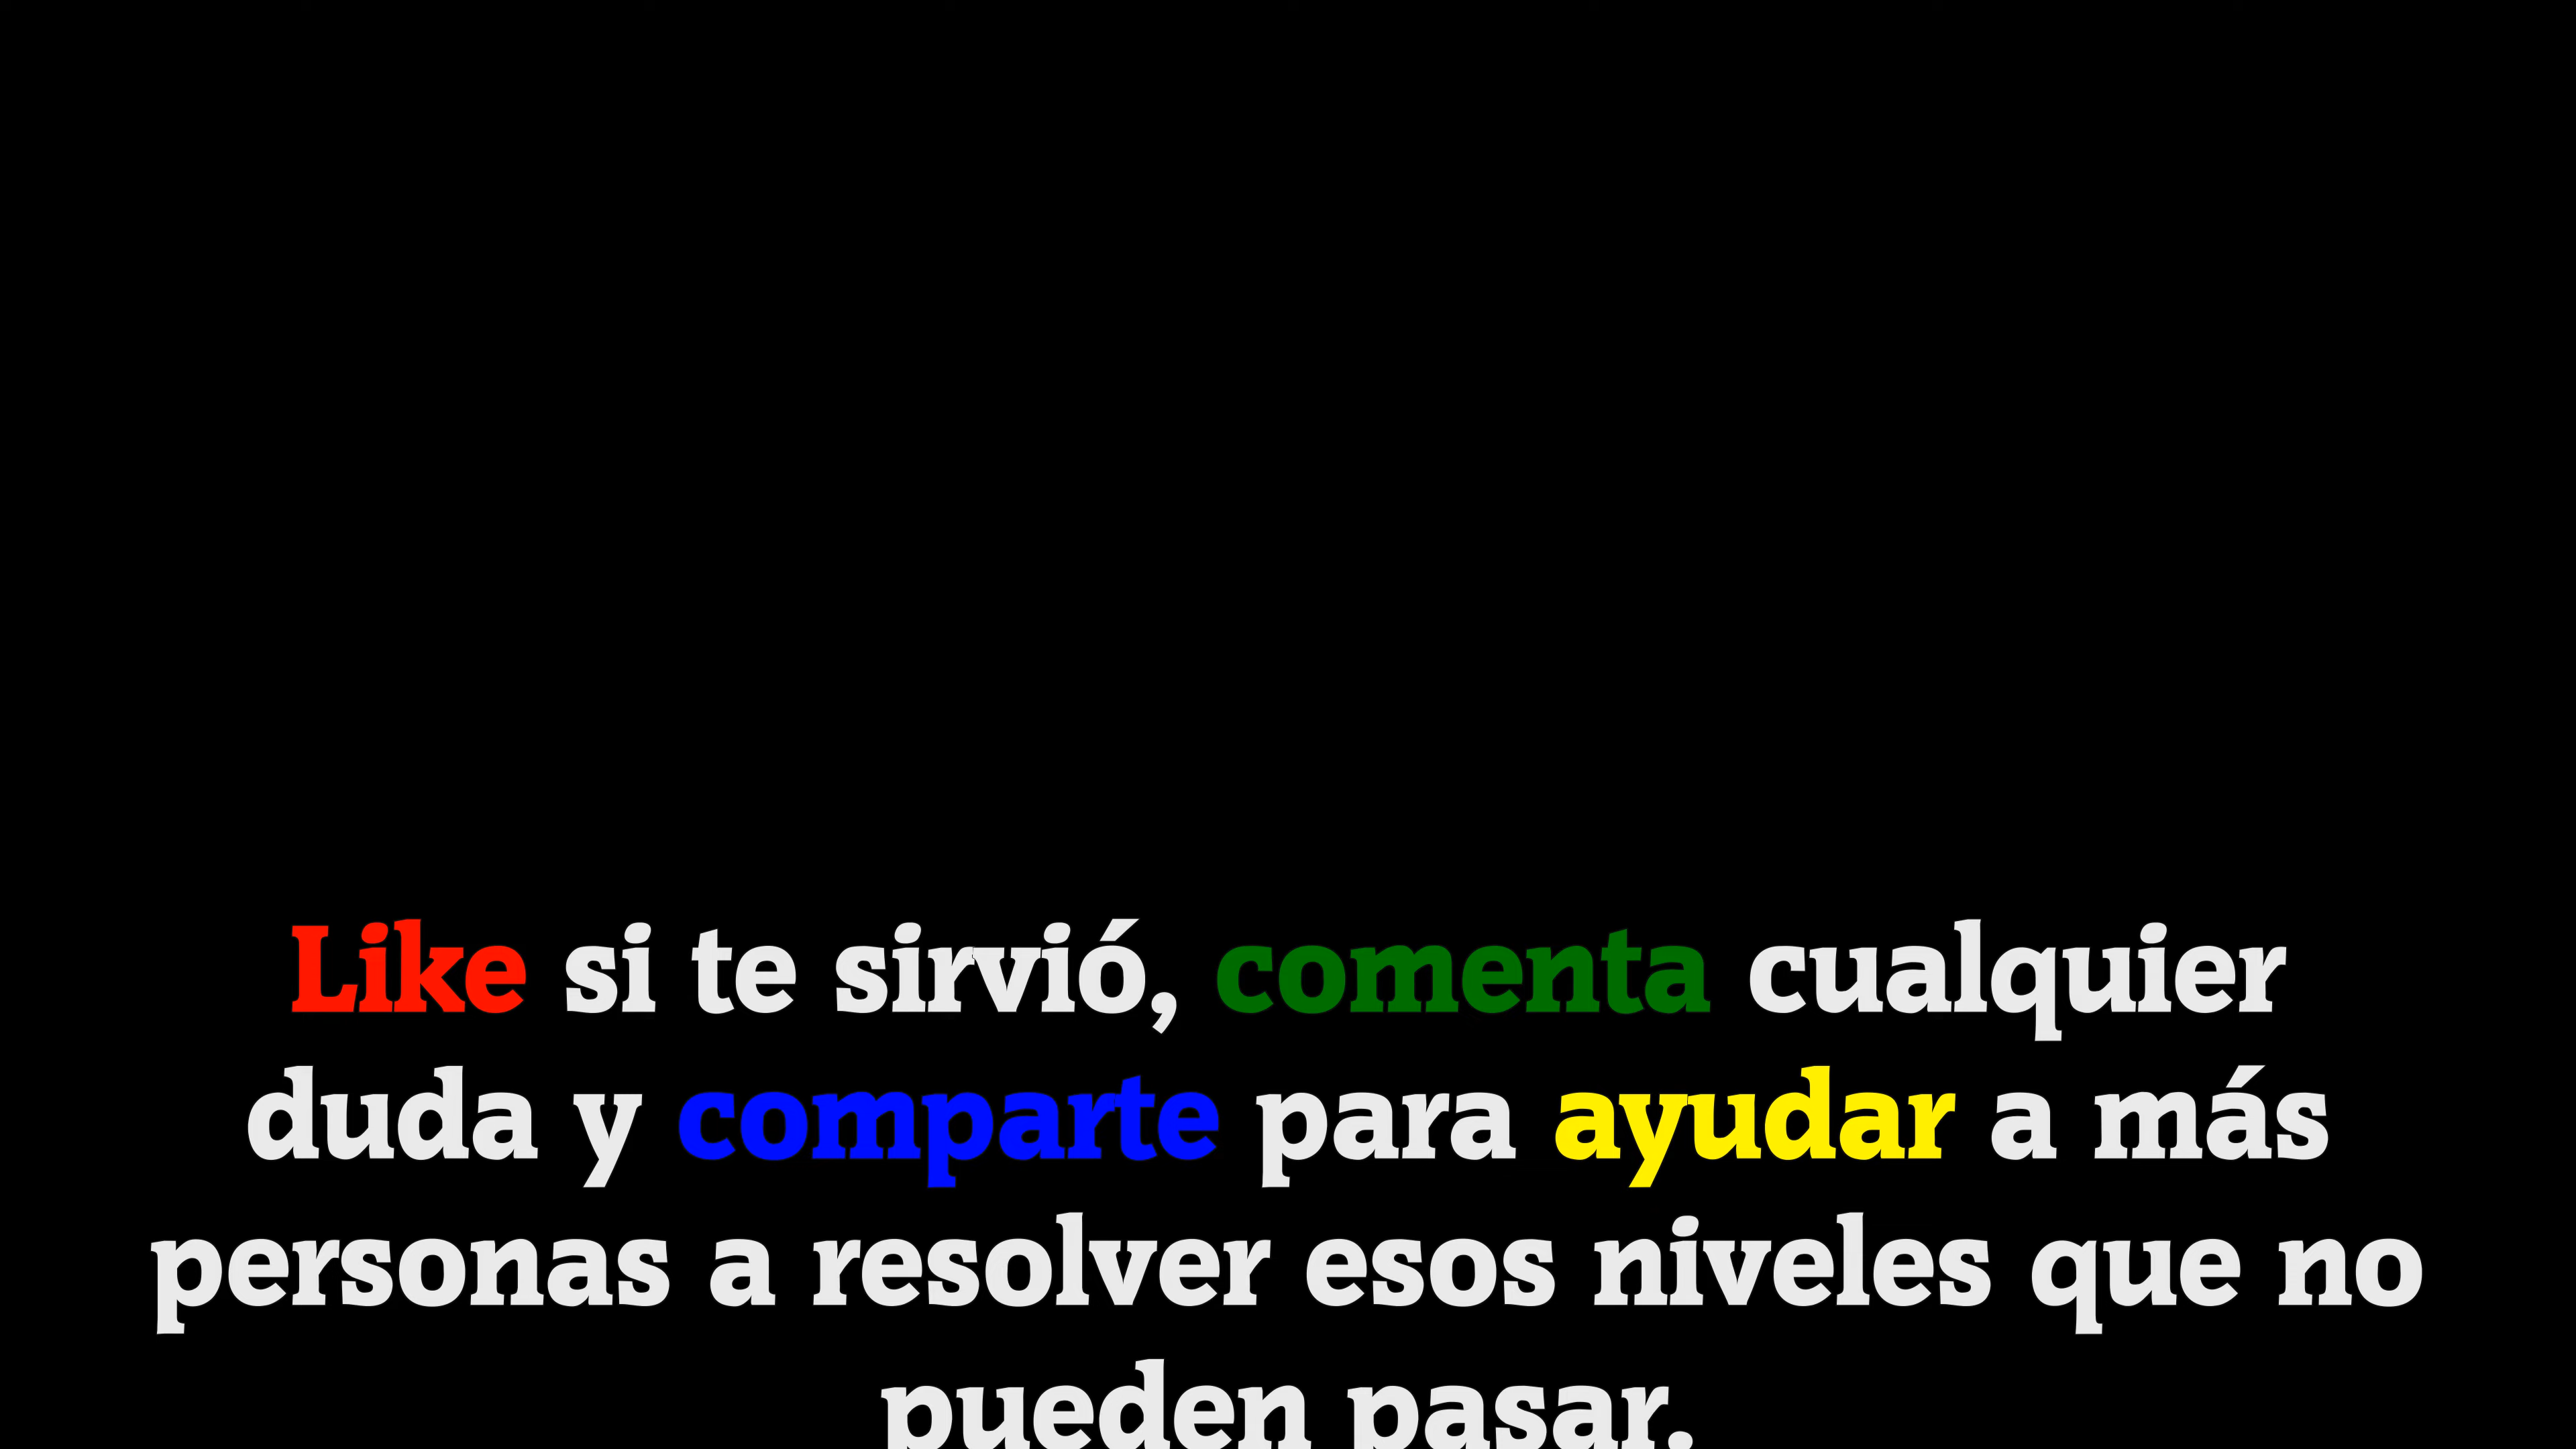 Like si te sirvió, comenta cualquier
duda y comparte para ayudar a más
personas a resolver esos niveles que no
pueden pasar.